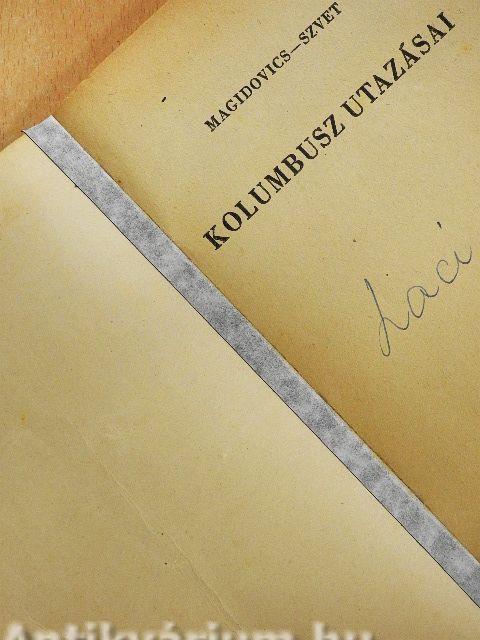 MAGIDOVICS—SZVET
KOLUMBUSZ UTAZÁSAI
Laci
Antikvárium.hu